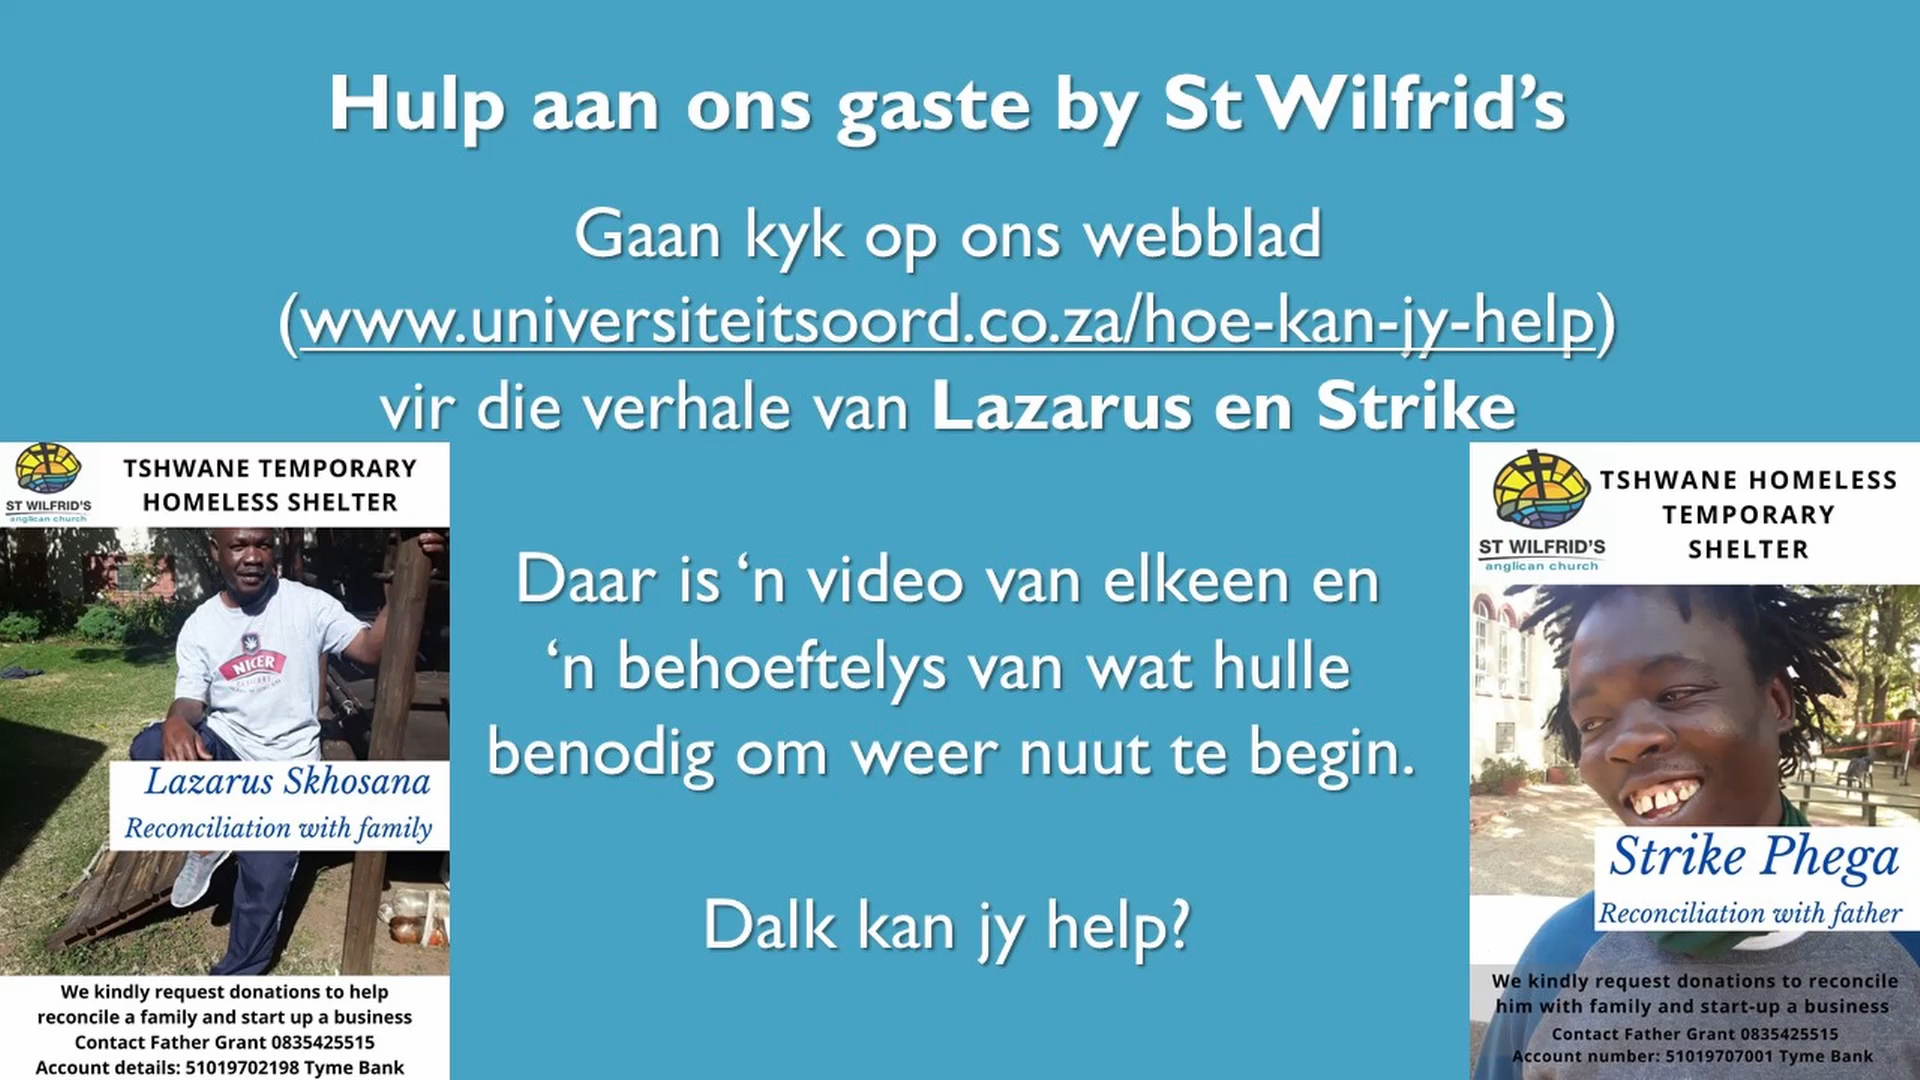 Hulp aan ons gaste by St Wilfrid’s
Gaan kyk op ons webblad
(www.universiteitsoord.co.za/hoe-kan-jy-help)
vir die verhale van Lazarus en Strike
Daar is ‘n video van elkeen en
‘n behoeftelys van wat hulle
benodig om weer nuut te begin.
Dalk kan jy help?
ST WILFRID'S
anglican church
TSHWANE TEMPORARY
HOMELESS SHELTER
NICER
Lazarus Skhosana
Reconciliation with family
We kindly request donations to help
reconcile a family and start up a business
Contact Father Grant 0835425515
Account details: 51019702198 Tyme Bank
ST WILFRID'S
anglican church
TSHWANE HOMELESS
TEMPORARY
SHELTER
Strike Phega
Reconciliation with father
We kindly request donations to reconcile
him with family and start-up a business
Contact Father Grant 0835425515
Account number: 51019707001 Tyme Bank